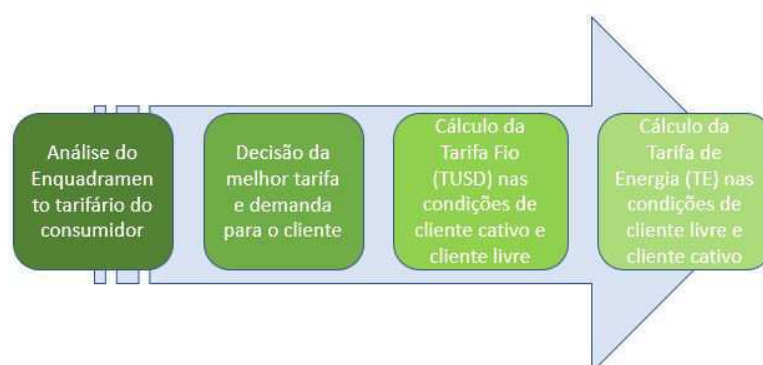 Análise do
Enquadramen
to tarifário do
consumidor
Decisão da
melhor tarifa
e demanda
para o cliente
Cálculo da
Tarifa Fio
(TUSD) nas
condições de
cliente cativo e
cliente livre
Cálculo da
Tarifa de
Energia (TE) nas
condições de
cliente livre e
cliente cativo